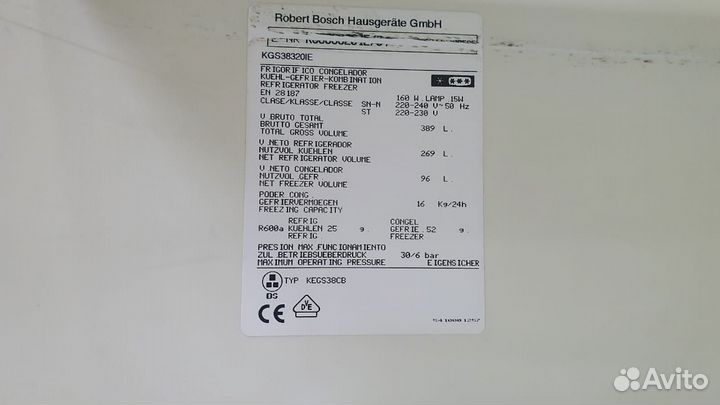 Robert Bosch Hausgeräte GmbH
E-NR
KGS38320IE
FRIGORIFICO CONGELADOR
KUEHL-GEFRIER-KOMBINATION
REFRIGERATOR FREEZER
EN 28187
160 W LAMP 15W
CLASE/KLASSE/CLASSE SN-N 220-240 V~50 Hz
ST 220-230 V
V BRUTO TOTAL
BRUTTO GESAMT 389 L.
TOTAL GROSS VOLUME
V NETO REFRIGERADOR
NUTZVOL KUEHLEN 269 L.
NET REFRIGERATOR VOLUME
V NETO CONGELADOR
NUTZVOL GEFR 96 L.
NET FREEZER VOLUME
PODER CONG.
GEFRIERVERMOEGEN 16 Kg/24h
FREEZING CAPACITY
REFRIG CONGEL
R600a KUEHLEN 25 g. GEFRIE.52 g.
REFRIG FREEZER
PRESION MAX FUNCIONAMIENTO
ZUL.BETRIEBSUEBERDRUCK 30/6 bar
MAXIMUM OPERATING PRESSURE EIGENSICHER
TYP KEGS38CB
DS
CE
VDE
Avito